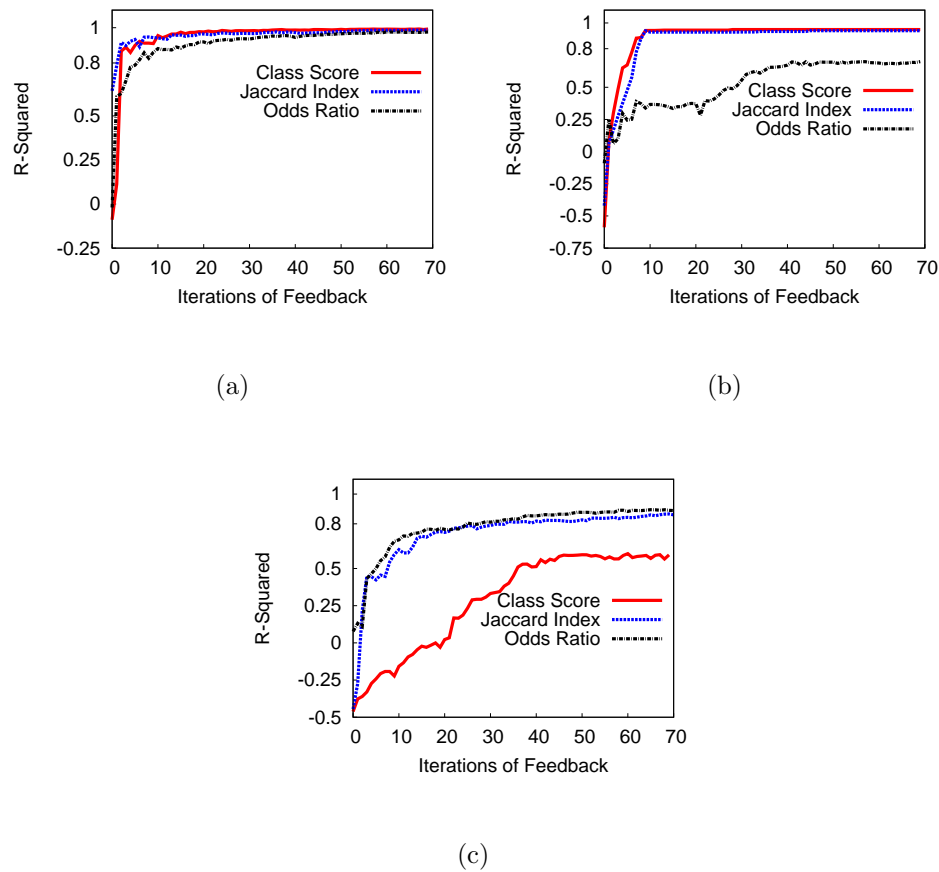 1
0.8
0.5
0.25
0
-0.25
R-Squared
Class Score
Jaccard Index
Odds Ratio
0 10 20 30 40 50 60 70
Iterations of Feedback
(a)
1
0.8
0.5
0.25
0
-0.25
-0.5
-0.75
R-Squared
Class Score
Jaccard Index
Odds Ratio
0 10 20 30 40 50 60 70
Iterations of Feedback
(b)
1
0.8
0.5
0.25
0
-0.25
-0.5
R-Squared
Class Score
Jaccard Index
Odds Ratio
0 10 20 30 40 50 60 70
Iterations of Feedback
(c)